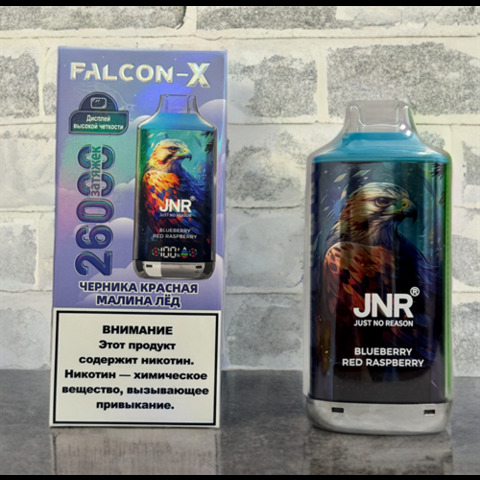 FALCON-X
Дисплей
высокой четкости
26000
затяжек
JNR
JUST NO REASON
BLUEBERRY
RED RASPBERRY
100
ЧЕРНИКА КРАСНАЯ
МАЛИНА ЛЁД
ВНИМАНИЕ
Этот продукт
содержит никотин.
Никотин — химическое
вещество, вызывающее
привыкание.
JNR®
JUST NO REASON
BLUEBERRY
RED RASPBERRY